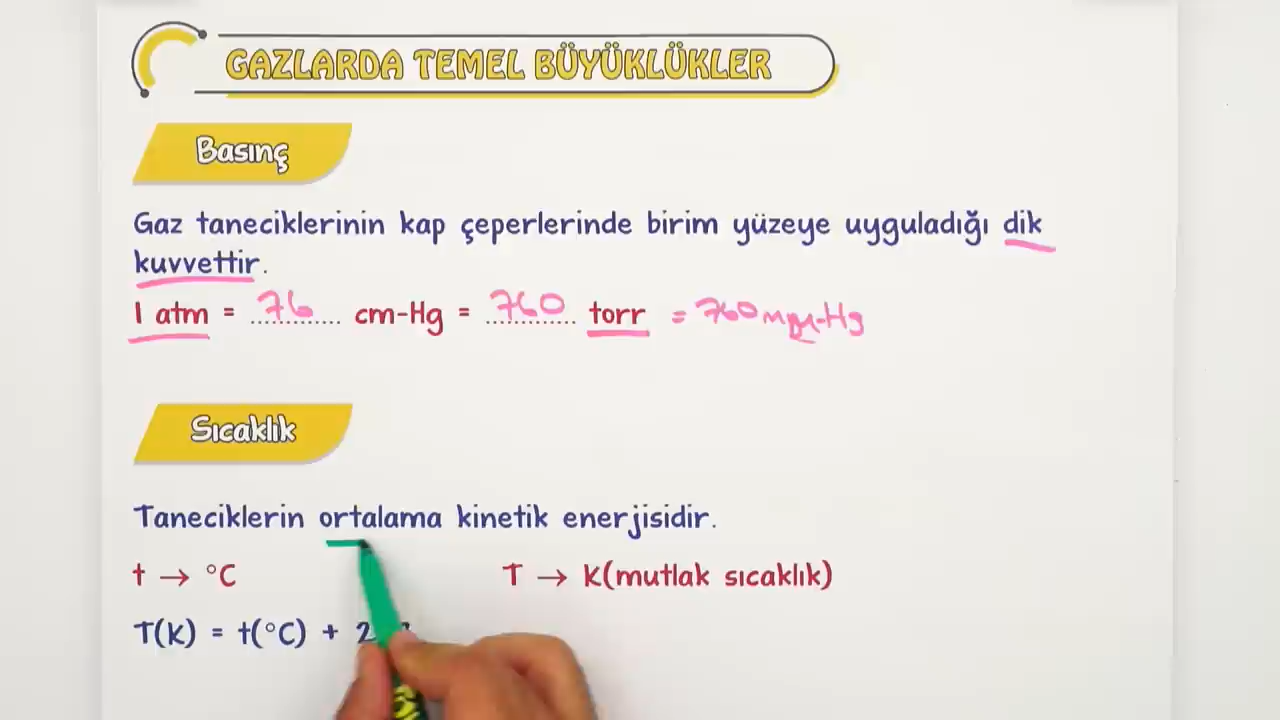 GAZLARDA TEMEL BÜYÜKLÜKLER
Basınç
Gaz taneciklerinin kap çeperlerinde birim yüzeye uyguladığı dik
kuvvettir.
1 atm = 76 cm-Hg = 760 torr = 760 mm-Hg
Sıcaklık
Taneciklerin ortalama kinetik enerjisidir.
t → °C T → K(mutlak sıcaklık)
T(K) = t(°C) +